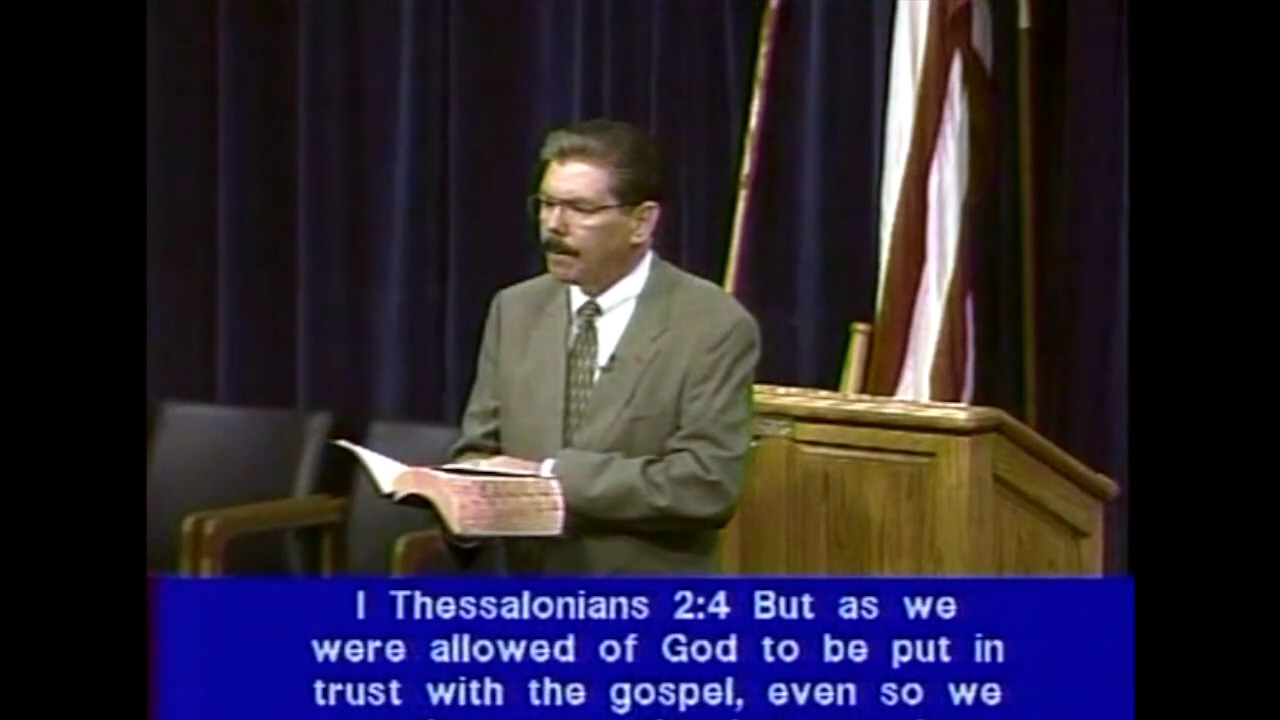 I Thessalonians 2:4 But as we
were allowed of God to be put in
trust with the gospel, even so we